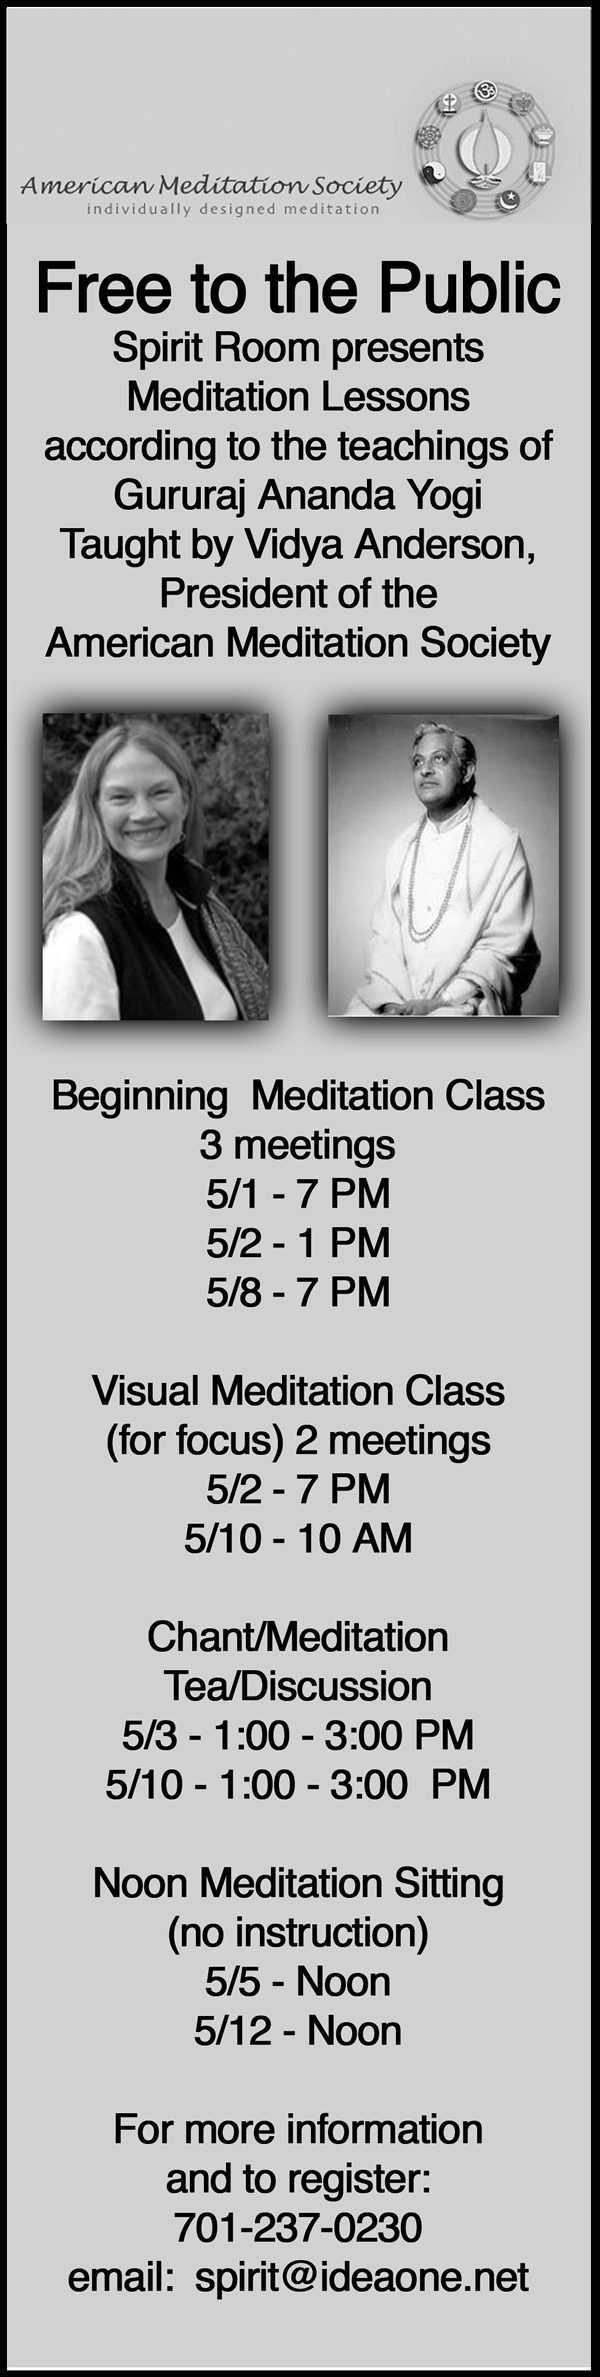 American Meditation Society
individually designed meditation
Free to the Public
Spirit Room presents
Meditation Lessons
according to the teachings of
Gururaj Ananda Yogi
Taught by Vidya Anderson,
President of the
American Meditation Society
Beginning  Meditation Class
3 meetings
5/1 - 7 PM
5/2 - 1 PM
5/8 - 7 PM
Visual Meditation Class
(for focus) 2 meetings
5/2 - 7 PM
5/10 - 10 AM
Chant/Meditation
Tea/Discussion
5/3 - 1:00 - 3:00 PM
5/10 - 1:00 - 3:00  PM
Noon Meditation Sitting
(no instruction)
5/5 - Noon
5/12 - Noon
For more information
and to register:
701-237-0230
email:  spirit@ideaone.net